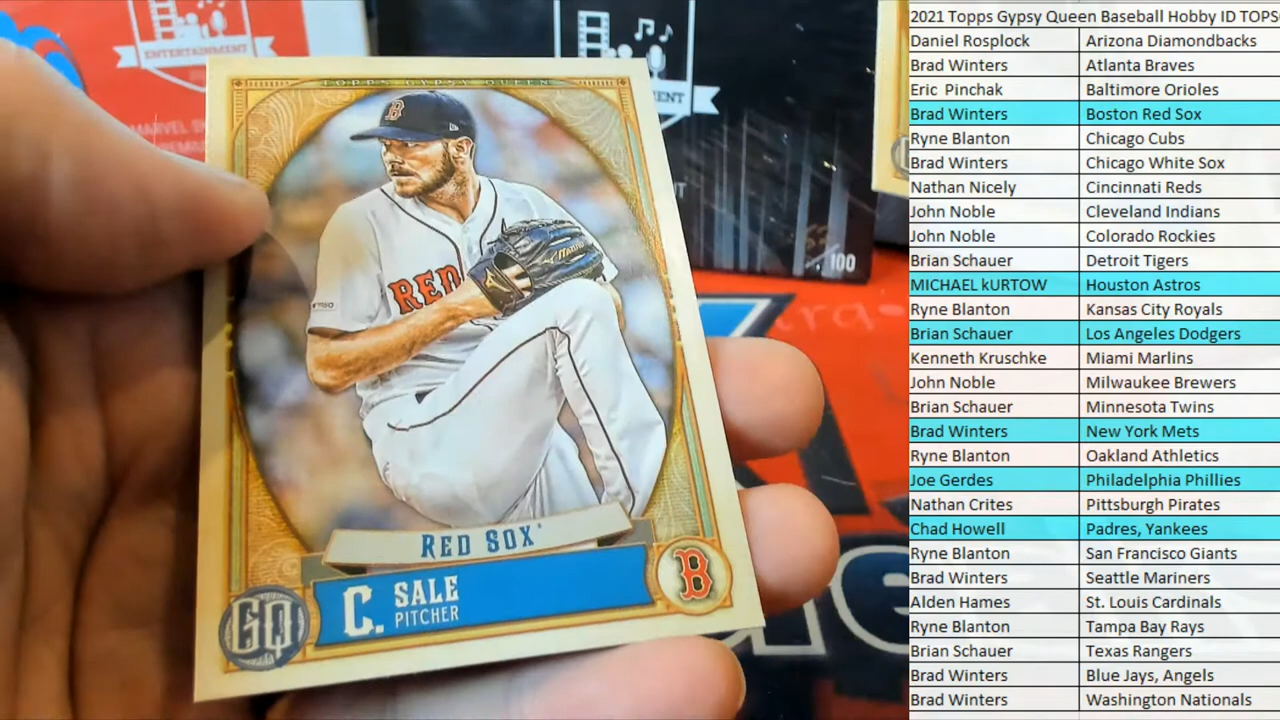 ENTERTAINMENT
MARVEL
100
TOPPS GYPSY QUEEN
B
RED
RED SOX
C. SALE
PITCHER
B
GQ
2021 Topps Gypsy Queen Baseball Hobby ID TOPS
Daniel Rosplock Arizona Diamondbacks
Brad Winters Atlanta Braves
Eric Pinchak Baltimore Orioles
Brad Winters Boston Red Sox
Ryne Blanton Chicago Cubs
Brad Winters Chicago White Sox
Nathan Nicely Cincinnati Reds
John Noble Cleveland Indians
John Noble Colorado Rockies
Brian Schauer Detroit Tigers
MICHAEL kURTOW Houston Astros
Ryne Blanton Kansas City Royals
Brian Schauer Los Angeles Dodgers
Kenneth Kruschke Miami Marlins
John Noble Milwaukee Brewers
Brian Schauer Minnesota Twins
Brad Winters New York Mets
Ryne Blanton Oakland Athletics
Joe Gerdes Philadelphia Phillies
Nathan Crites Pittsburgh Pirates
Chad Howell Padres, Yankees
Ryne Blanton San Francisco Giants
Brad Winters Seattle Mariners
Alden Hames St. Louis Cardinals
Ryne Blanton Tampa Bay Rays
Brian Schauer Texas Rangers
Brad Winters Blue Jays, Angels
Brad Winters Washington Nationals